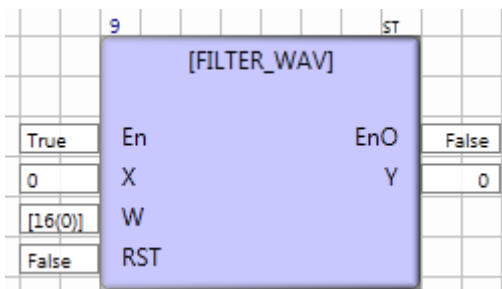 9 ST
[FILTER_WAV]
True En EnO False
0 X Y 0
[16(0)] W
False RST